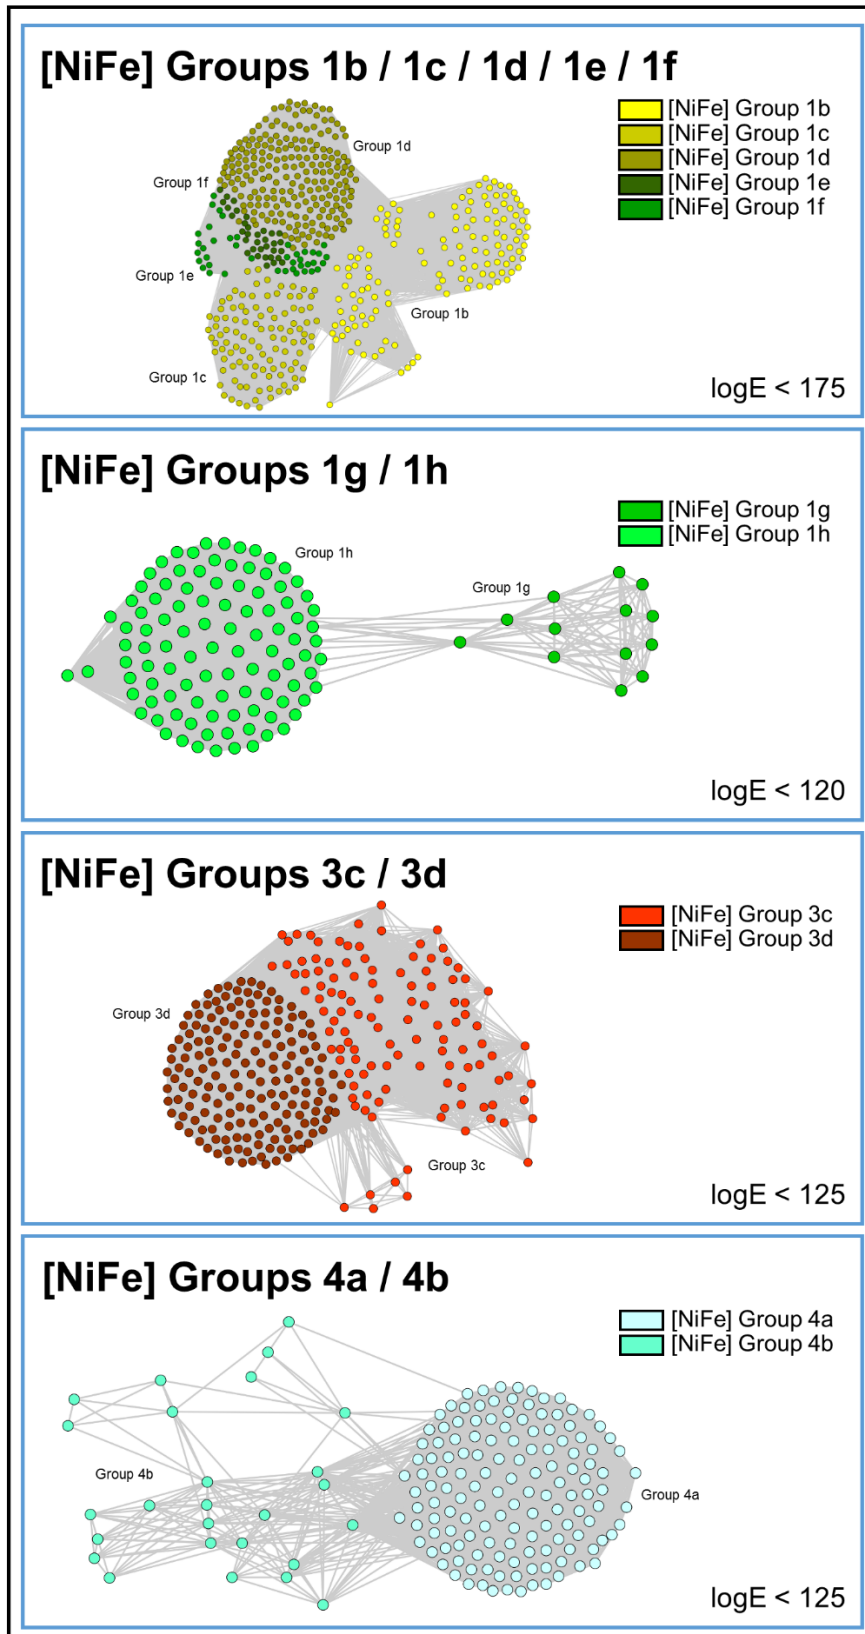 [NiFe] Groups 1b / 1c / 1d / 1e / 1f
[NiFe] Group 1b
[NiFe] Group 1c
[NiFe] Group 1d
[NiFe] Group 1e
[NiFe] Group 1f
Group 1d
Group 1f
Group 1e
Group 1b
Group 1c
logE < 175
[NiFe] Groups 1g / 1h
[NiFe] Group 1g
[NiFe] Group 1h
Group 1h
Group 1g
logE < 120
[NiFe] Groups 3c / 3d
[NiFe] Group 3c
[NiFe] Group 3d
Group 3d
Group 3c
logE < 125
[NiFe] Groups 4a / 4b
[NiFe] Group 4a
[NiFe] Group 4b
Group 4b
Group 4a
logE < 125